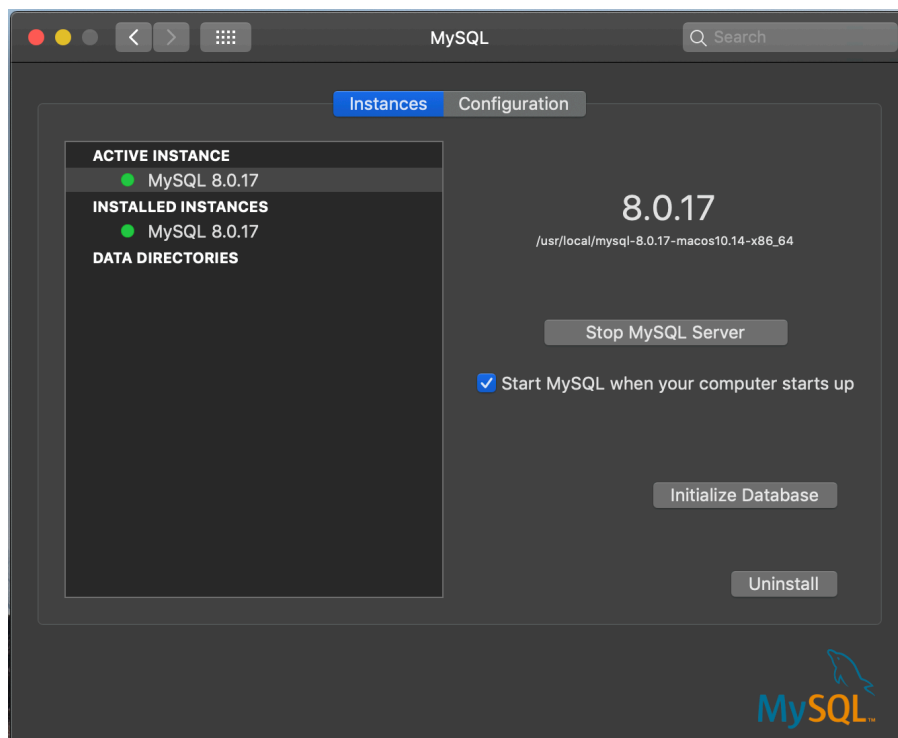 MySQL
Search
Instances
Configuration
ACTIVE INSTANCE
MySQL 8.0.17
INSTALLED INSTANCES
MySQL 8.0.17
DATA DIRECTORIES
8.0.17
/usr/local/mysql-8.0.17-macos10.14-x86_64
Stop MySQL Server
Start MySQL when your computer starts up
Initialize Database
Uninstall
MySQL™